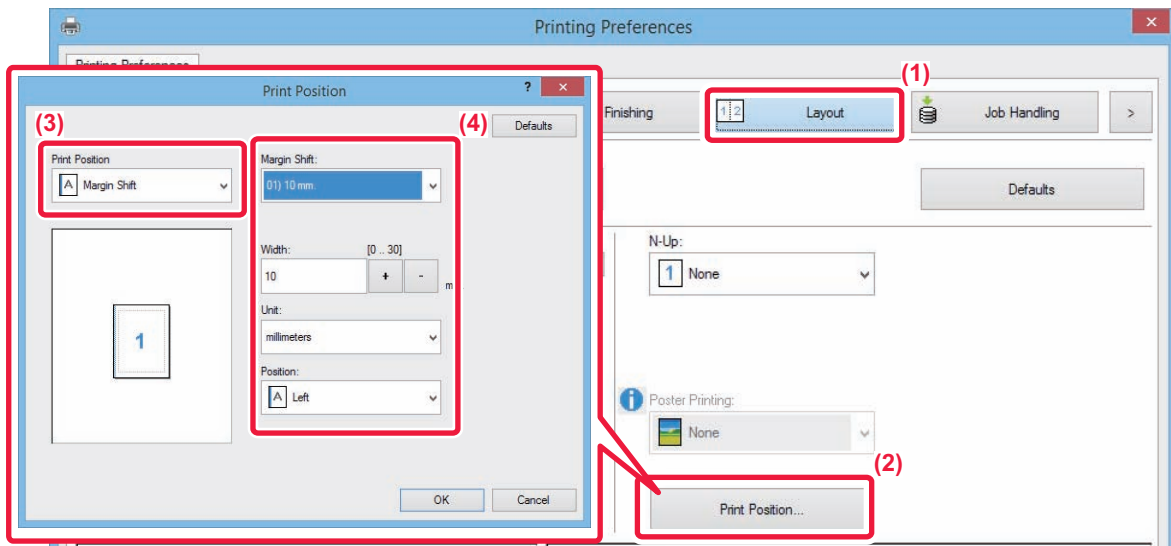 Printing Preferences
Printing Preferences
(1)
Finishing
1 2 Layout
Job Handling
>
Defaults
N-Up:
1 None
Poster Printing:
None
(2)
Print Position...
Print Position
?
(3)
(4)
Defaults
Print Position
A Margin Shift
Margin Shift:
01) 10 mm.
Width: [0 .. 30]
10 + - m
Unit:
millimeters
Position:
A Left
1
OK Cancel